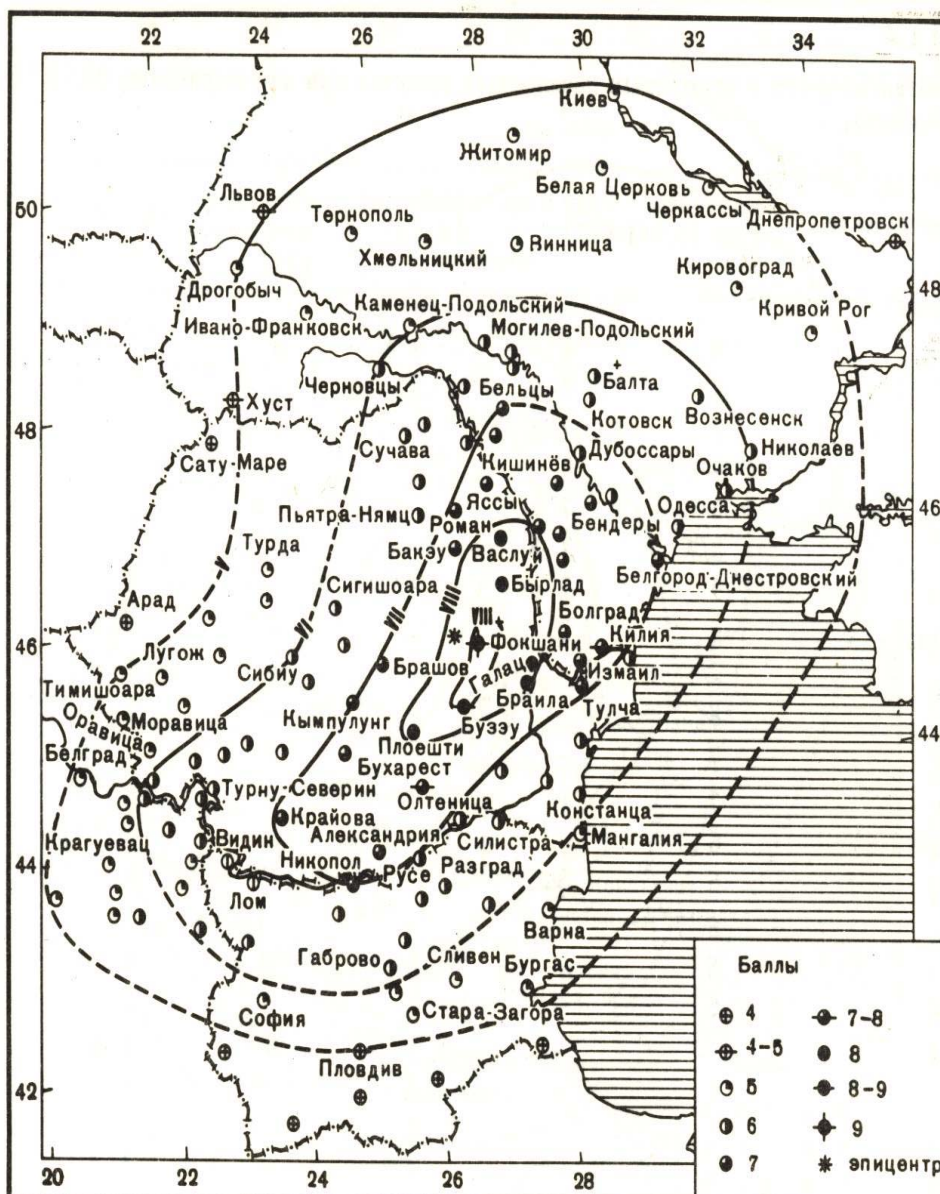 22 24 26 28 30 32 34
Киев
Житомир
Белая Церковь
Львов
Черкассы
50
Тернополь
Днепропетровск
Хмельницкий
Винница
Кировоград
Дрогобыч
48
Каменец-Подольский
Кривой Рог
Ивано-Франковск
Могилев-Подольский
Черновцы
Бельцы
Балта
Хуст
Котовск
Вознесенск
48
Сату-Маре
Сучава
Дубоссары
Николаев
Кишинёв
Очаков
Яссы
Одесса
46
Пьятра-Нямц
Роман
Бендеры
Турда
Бакэу
Васлуй
V
Сигишоара
Бырлад
Белгород-Днестровский
VIII
VII
Арад
Болград
VIII
VI
Фокшани
Килия
46
Лугож
Сибиу
Брашов
Галац
Измаил
Тимишоара
Браила
Моравица
Кымпулунг
Бузэу
Тулча
Оравица
Плоешти
44
Белград
Бухарест
Турну-Северин
Олтеница
Констанца
Крайова
Александрия
Силистра
Мангалия
Крагуевац
Видин
Никопол
Разград
44
Русе
Лом
Варна
Габрово
Сливен
Бургас
Баллы
София
Стара-Загора
4 7-8
Пловдив
4-5 8
42
5 8-9
6 9
7 эпицентр
20 22 24 26 28